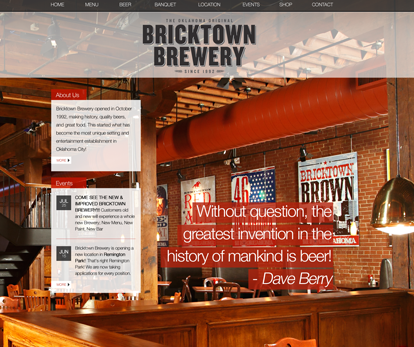 HOME MENU BEER BANQUET LOCATION EVENTS SHOP CONTACT
THE OKLAHOMA ORIGINAL
BRICKTOWN
BREWERY
SINCE 1992
About Us
Bricktown Brewery opened in October
1992, making history, quality beers,
and great food. This started what has
become the most unique setting and
entertainment establishment in
Oklahoma City!
MORE
Events
JUL
COME SEE THE NEW &
IMPROVED BRICKTOWN
BREWERY!!! Customers old
and new will experience a whole
new Brewery, New Menu, New
Paint, New Bar
JUN
Bricktown Brewery is opening a
new location in Remington
Park! That's right Remington
Park! We are now taking
applications for every position.
MORE
RED
46
BRICKTOWN
BROWN
Without question, the
greatest invention in the
history of mankind is beer!
- Dave Berry